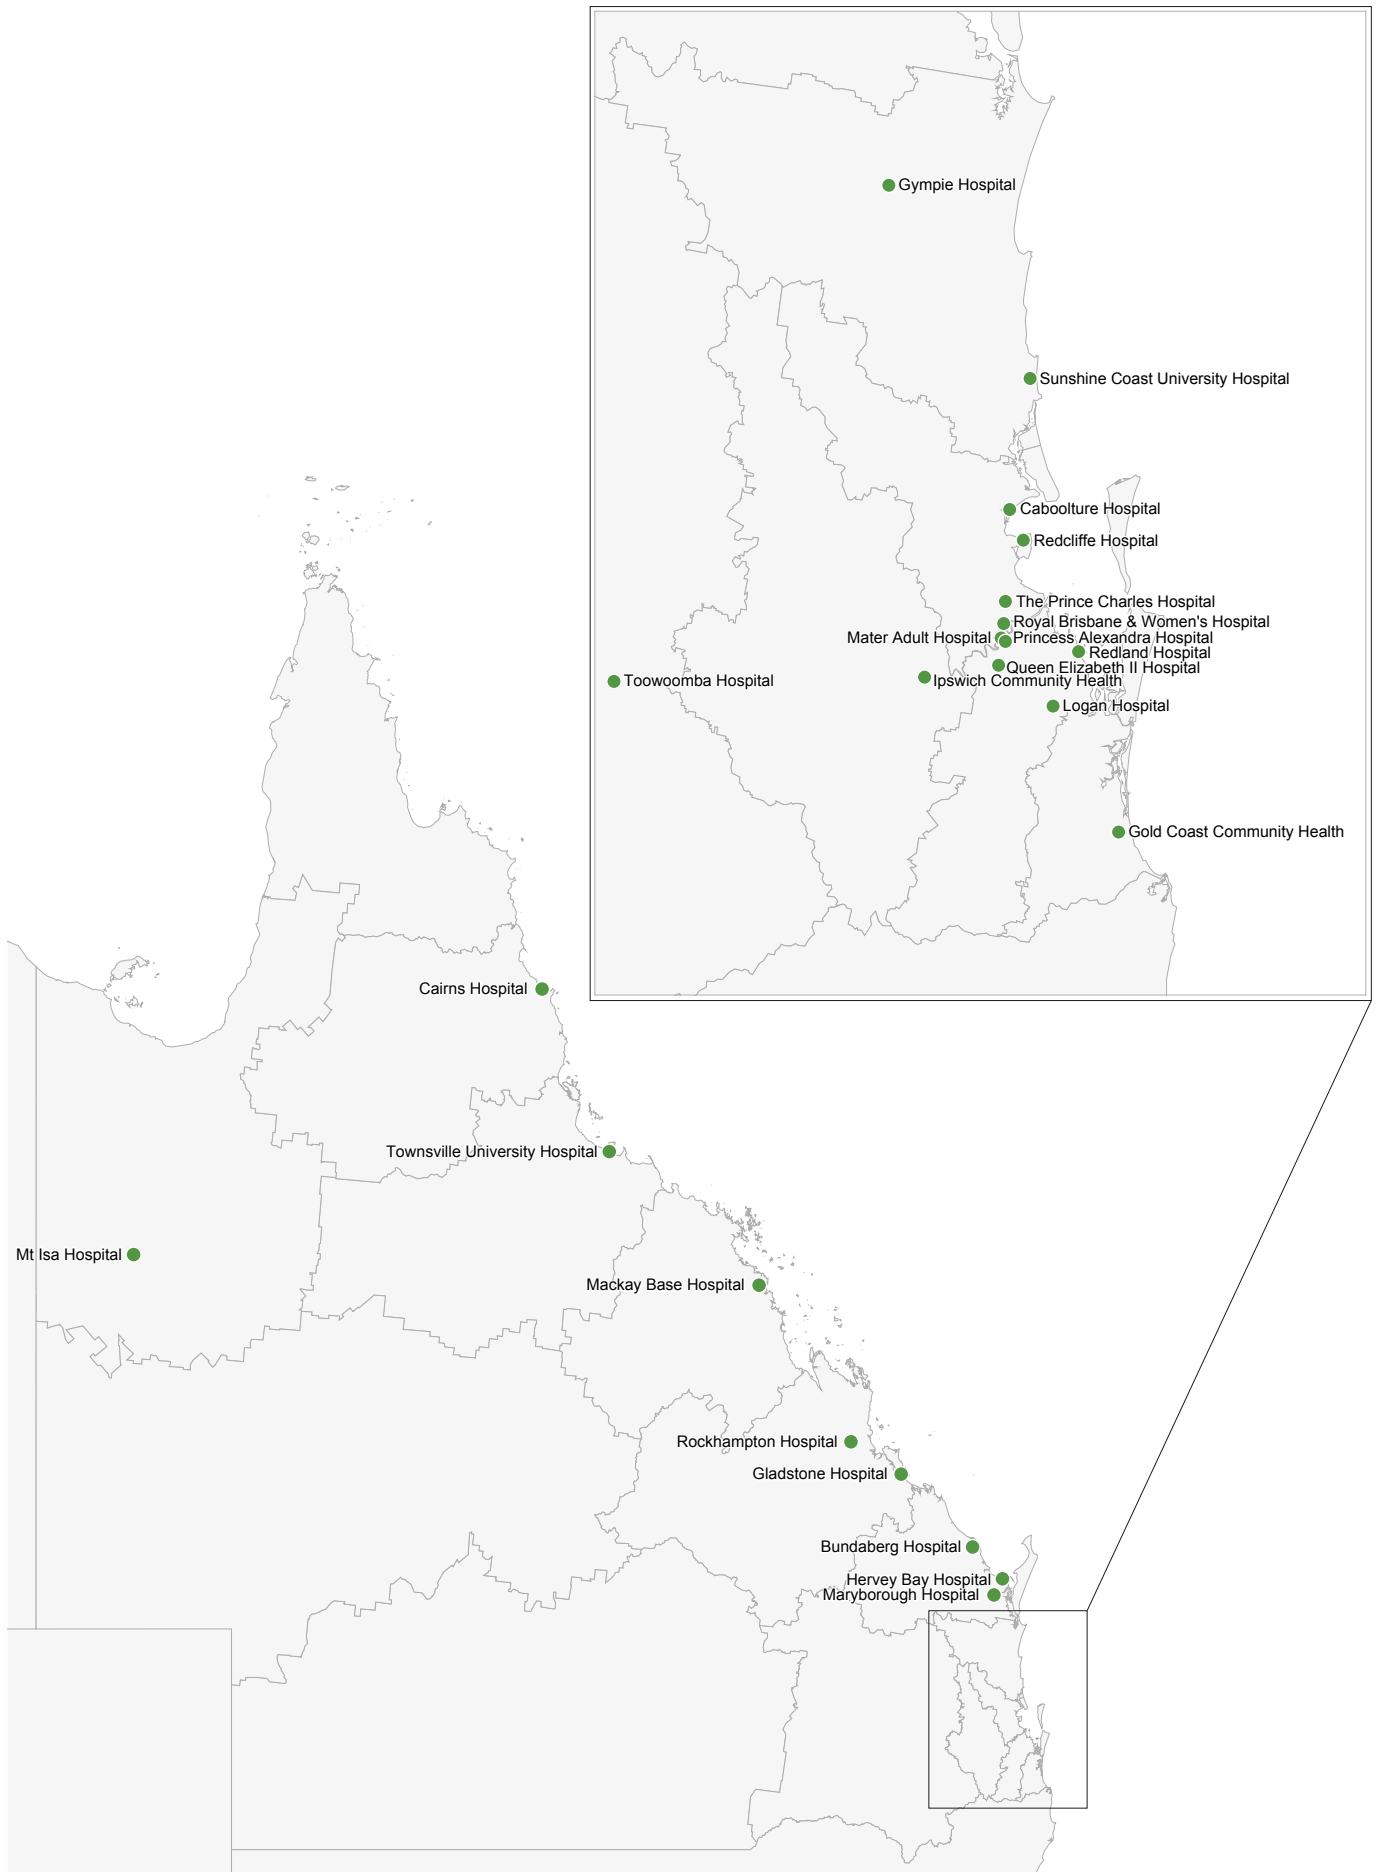 Gympie Hospital
Sunshine Coast University Hospital
Caboolture Hospital
Redcliffe Hospital
The Prince Charles Hospital
Royal Brisbane & Women's Hospital
Mater Adult Hospital
Princess Alexandra Hospital
Redland Hospital
Queen Elizabeth II Hospital
Toowoomba Hospital
Ipswich Community Health
Logan Hospital
Gold Coast Community Health
Cairns Hospital
Townsville University Hospital
Mt Isa Hospital
Mackay Base Hospital
Rockhampton Hospital
Gladstone Hospital
Bundaberg Hospital
Hervey Bay Hospital
Maryborough Hospital